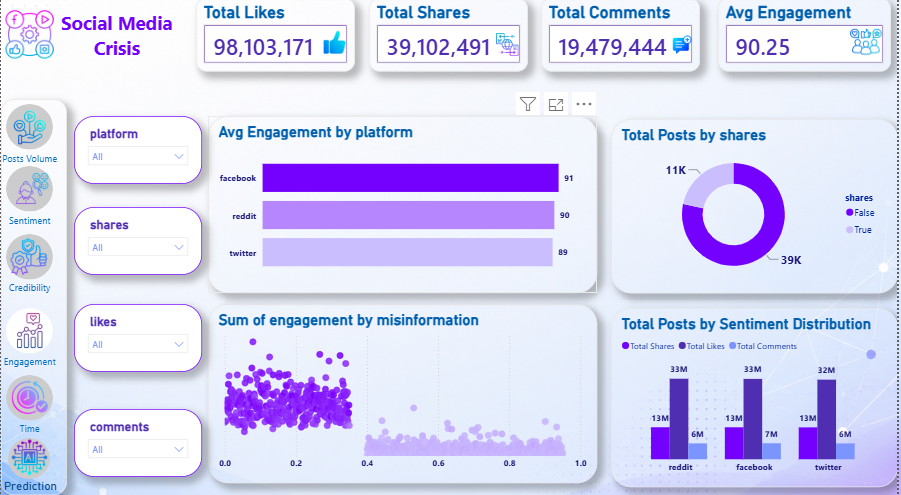 Social Media
Crisis
Total Likes
98,103,171
Total Shares
39,102,491
Total Comments
19,479,444
Avg Engagement
90.25
Posts Volume
Sentiment
Credibility
Engagement
Time
AI
Prediction
platform
All
shares
All
likes
All
comments
All
Avg Engagement by platform
facebook 91
reddit 90
twitter 89
Total Posts by shares
11K
39K
shares
False
True
Sum of engagement by misinformation
0.0 0.2 0.4 0.6 0.8 1.0
Total Posts by Sentiment Distribution
Total Shares Total Likes Total Comments
33M 33M 32M
13M 13M 13M
6M 7M 6M
reddit facebook twitter